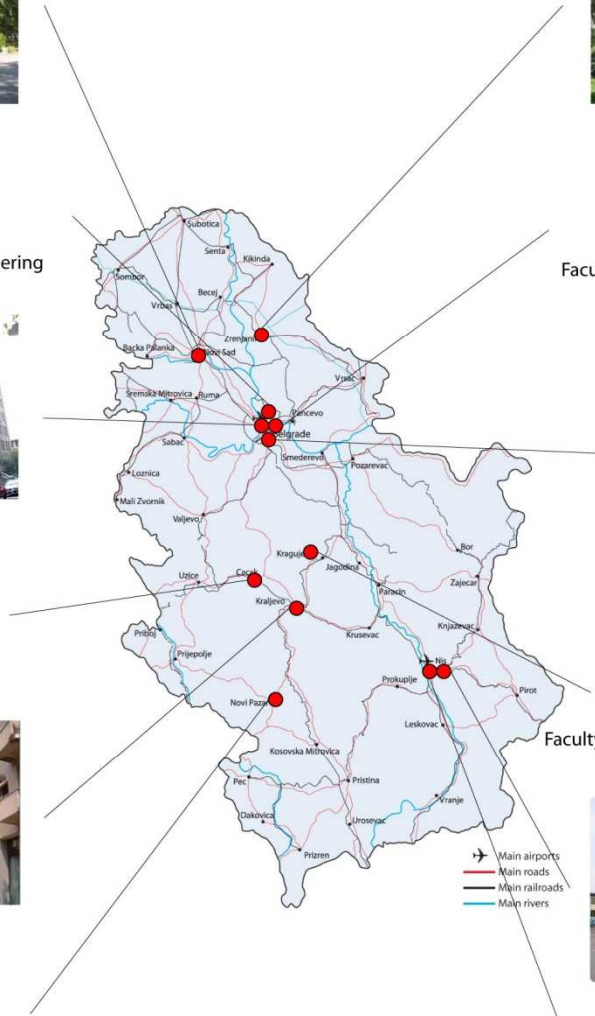 Subotica
Senta
Kikinda
ering
Facu
Sombor
Becej
Vrbas
Zrenjani
Backa Palanka
Novi Sad
Vrsac
Sremska Mitrovica
Ruma
Pancevo
Belgrade
Sabac
Smederevo
Pozarevac
Loznica
Mali Zvornik
Valjevo
Bor
Kraguje
Jagodina
Uzice
Cacak
Zajecar
Paracin
Kraljevo
Knjazevac
Krusevac
Priboj
Prijepolje
Nis
Prokuplje
Pirot
Novi Pazar
Leskovac
Faculty
Kosovska Mitrovica
Pec
Pristina
Vranje
Dakovica
Urosevac
Prizren
Main airports
Main roads
Main railroads
Main rivers